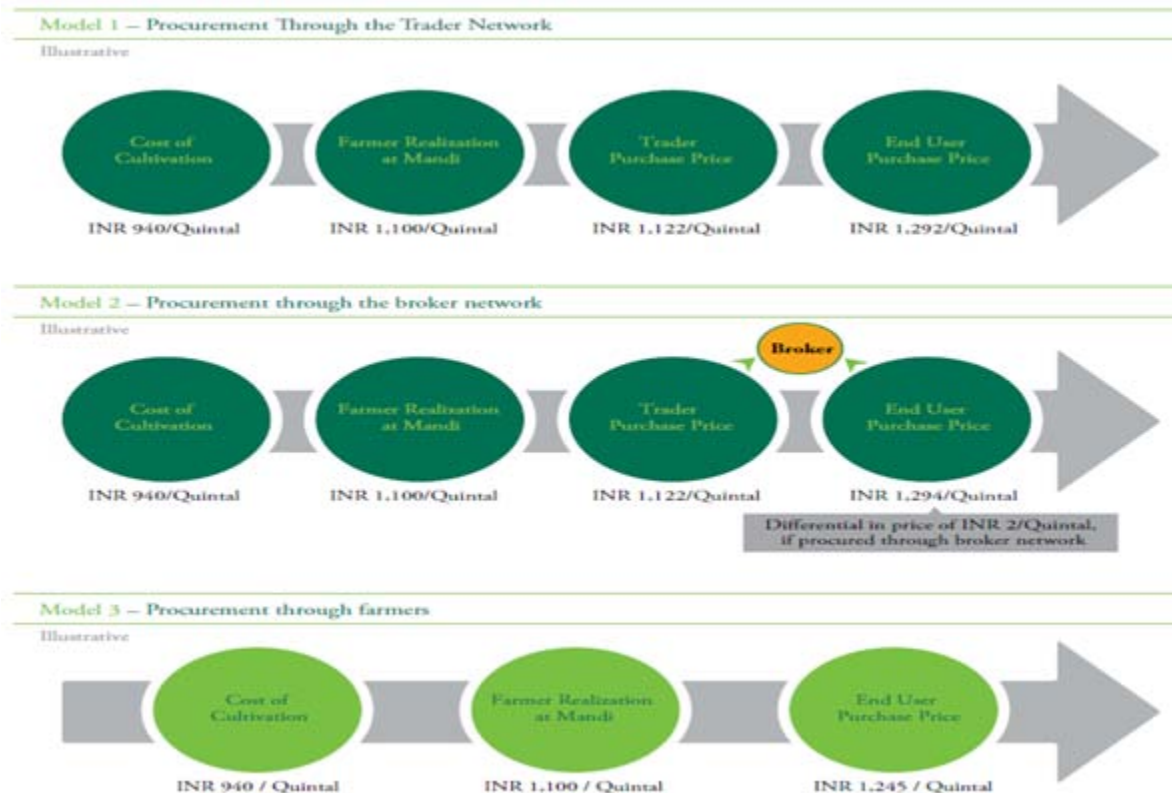 Model 1 – Procurement Through the Trader Network
Illustrative
Cost of
Cultivation
Farmer Realization
at Mandi
Trader
Purchase Price
End User
Purchase Price
INR 940/Quintal
INR 1,100/Quintal
INR 1,122/Quintal
INR 1,292/Quintal
Model 2 – Procurement through the broker network
Illustrative
Broker
Cost of
Cultivation
Farmer Realization
at Mandi
Trader
Purchase Price
End User
Purchase Price
INR 940/Quintal
INR 1,100/Quintal
INR 1,122/Quintal
INR 1,294/Quintal
Differential in price of INR 2/Quintal,
if procured through broker network
Model 3 – Procurement through farmers
Illustrative
Cost of
Cultivation
Farmer Realization
at Mandi
End User
Purchase Price
INR 940 / Quintal
INR 1,100 / Quintal
INR 1,245 / Quintal